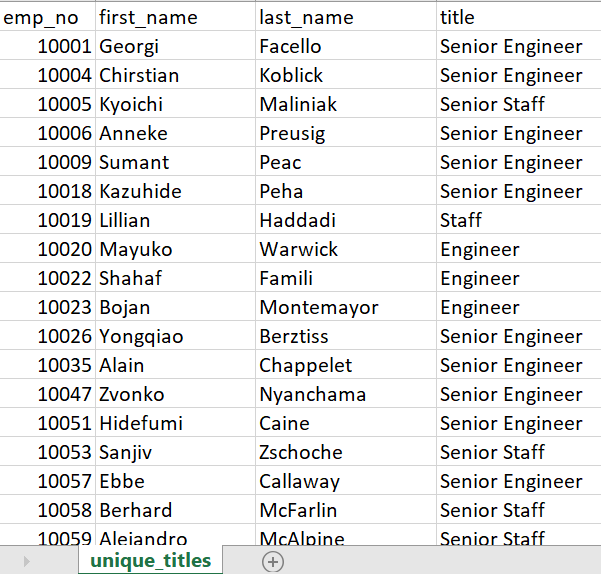 emp_no first_name last_name title
10001 Georgi Facello Senior Engineer
10004 Chirstian Koblick Senior Engineer
10005 Kyoichi Maliniak Senior Staff
10006 Anneke Preusig Senior Engineer
10009 Sumant Peac Senior Engineer
10018 Kazuhide Peha Senior Engineer
10019 Lillian Haddadi Staff
10020 Mayuko Warwick Engineer
10022 Shahaf Famili Engineer
10023 Bojan Montemayor Engineer
10026 Yongqiao Berztiss Senior Engineer
10035 Alain Chappelet Senior Engineer
10047 Zvonko Nyanchama Senior Engineer
10051 Hidefumi Caine Senior Engineer
10053 Sanjiv Zschoche Senior Staff
10057 Ebbe Callaway Senior Engineer
10058 Berhard McFarlin Senior Staff
10059 Alejandro McAlpine Senior Staff
unique_titles